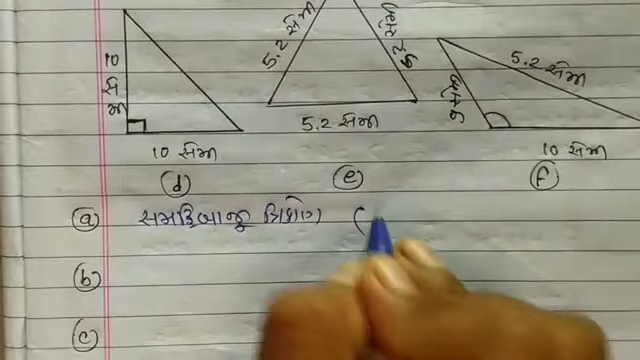 10 સેમી
5.2 સેમી
5.2 સેમી
5.2 સેમી
10 સેમી
5.2 સેમી
10 સેમી
(d)
(e)
(f)
(a) સમદ્વિબાજૂ ત્રિકોણ (
(b)
(c)